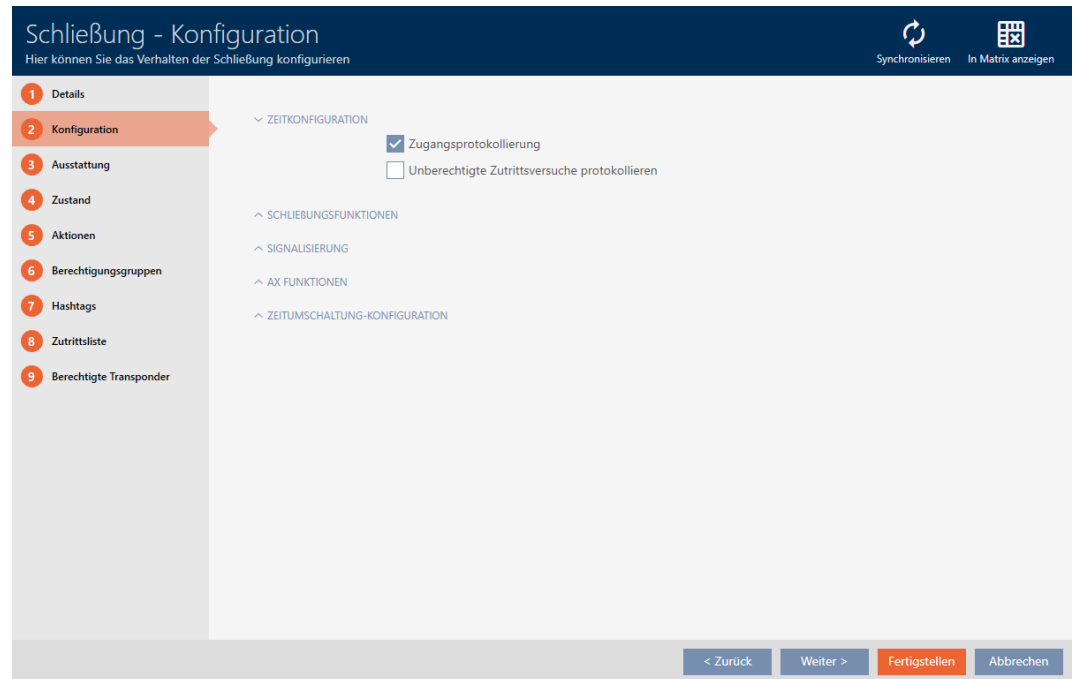 Schließung - Konfiguration
Hier können Sie das Verhalten der Schließung konfigurieren
Synchronisieren
In Matrix anzeigen
1 Details
2 Konfiguration
3 Ausstattung
4 Zustand
5 Aktionen
6 Berechtigungsgruppen
7 Hashtags
8 Zutrittsliste
9 Berechtigte Transponder
ZEITKONFIGURATION
Zugangsprotokollierung
Unberechtigte Zutrittsversuche protokollieren
SCHLIEßUNGSFUNKTIONEN
SIGNALISIERUNG
AX FUNKTIONEN
ZEITUMSCHALTUNG-KONFIGURATION
< Zurück
Weiter >
Fertigstellen
Abbrechen